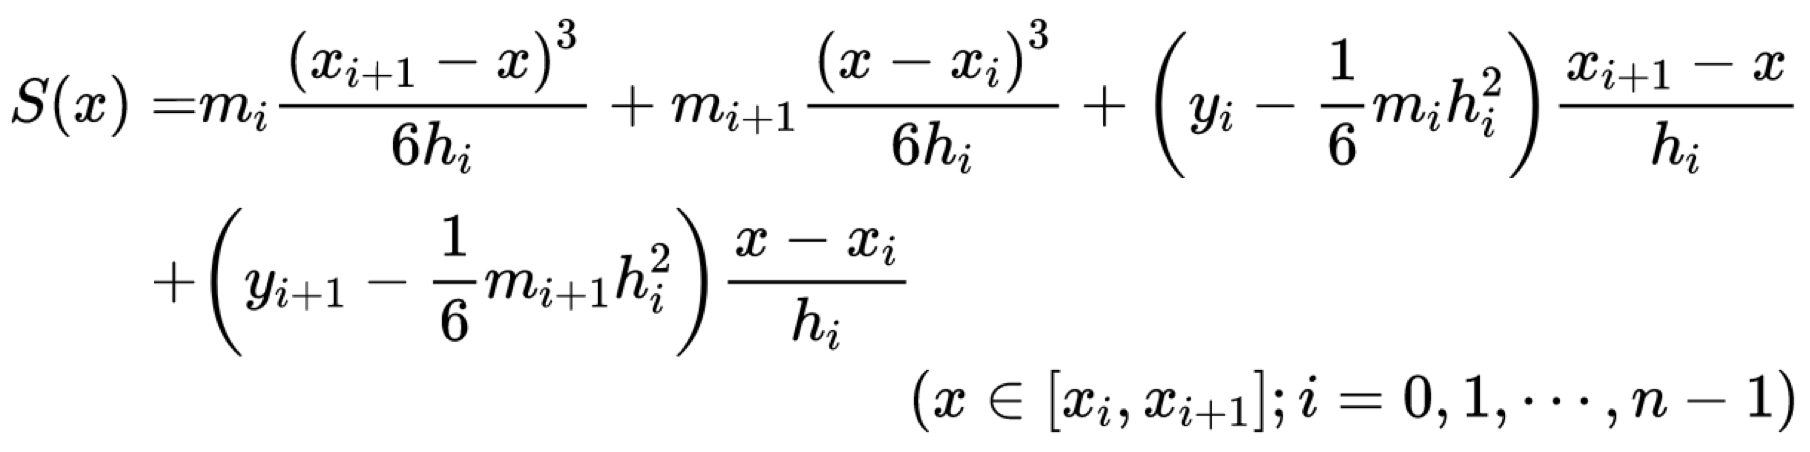 S(x) =m_i \frac{(x_{i+1} - x)^3}{6h_i} + m_{i+1} \frac{(x - x_i)^3}{6h_i} + \left( y_i - \frac{1}{6} m_i h_i^2 \right) \frac{x_{i+1} - x}{h_i}
+ \left( y_{i+1} - \frac{1}{6} m_{i+1} h_i^2 \right) \frac{x - x_i}{h_i}
(x \in [x_i, x_{i+1}]; i = 0, 1, \cdots, n - 1)